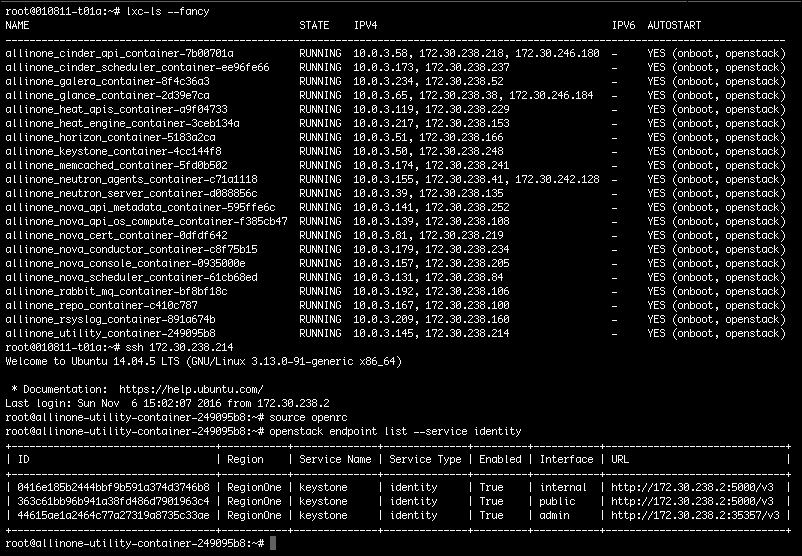 root@010811-t01a:~# lxc-ls --fancy
NAME                                          STATE    IPV4                                       IPV6  AUTOSTART
------------------------------------------------------------------------------------------------------------------------------
allinone_cinder_api_container-7b00701a        RUNNING  10.0.3.58, 172.30.238.218, 172.30.246.180  -     YES (onboot, openstack)
allinone_cinder_scheduler_container-ee96fe66  RUNNING  10.0.3.173, 172.30.238.237                 -     YES (onboot, openstack)
allinone_galera_container-8f4c36a3            RUNNING  10.0.3.234, 172.30.238.52                  -     YES (onboot, openstack)
allinone_glance_container-2d39e7ca            RUNNING  10.0.3.65, 172.30.238.38, 172.30.246.184   -     YES (onboot, openstack)
allinone_heat_apis_container-a9f04733         RUNNING  10.0.3.119, 172.30.238.229                 -     YES (onboot, openstack)
allinone_heat_engine_container-3ceb134a       RUNNING  10.0.3.217, 172.30.238.153                 -     YES (onboot, openstack)
allinone_horizon_container-5183a2ca           RUNNING  10.0.3.51, 172.30.238.166                  -     YES (onboot, openstack)
allinone_keystone_container-4cc144f8          RUNNING  10.0.3.50, 172.30.238.248                  -     YES (onboot, openstack)
allinone_memcached_container-5fd0b502         RUNNING  10.0.3.174, 172.30.238.241                 -     YES (onboot, openstack)
allinone_neutron_agents_container-c71a1118    RUNNING  10.0.3.155, 172.30.238.41, 172.30.242.128  -     YES (onboot, openstack)
allinone_neutron_server_container-d088856c    RUNNING  10.0.3.39, 172.30.238.135                  -     YES (onboot, openstack)
allinone_nova_api_metadata_container-595ffe6c RUNNING  10.0.3.141, 172.30.238.252                 -     YES (onboot, openstack)
allinone_nova_api_os_compute_container-f385cb47  RUNNING  10.0.3.139, 172.30.238.108              -     YES (onboot, openstack)
allinone_nova_cert_container-0dfdf642         RUNNING  10.0.3.81, 172.30.238.219                  -     YES (onboot, openstack)
allinone_nova_conductor_container-c8f75b15    RUNNING  10.0.3.179, 172.30.238.234                 -     YES (onboot, openstack)
allinone_nova_console_container-0935000e      RUNNING  10.0.3.157, 172.30.238.205                 -     YES (onboot, openstack)
allinone_nova_scheduler_container-61cb68ed    RUNNING  10.0.3.131, 172.30.238.84                  -     YES (onboot, openstack)
allinone_rabbit_mq_container-bf8bf18c         RUNNING  10.0.3.192, 172.30.238.106                 -     YES (onboot, openstack)
allinone_repo_container-c410c787              RUNNING  10.0.3.167, 172.30.238.100                 -     YES (onboot, openstack)
allinone_rsyslog_container-891a674b           RUNNING  10.0.3.209, 172.30.238.160                 -     YES (onboot, openstack)
allinone_utility_container-249095b8           RUNNING  10.0.3.145, 172.30.238.214                 -     YES (onboot, openstack)
root@010811-t01a:~# ssh 172.30.238.214
Welcome to Ubuntu 14.04.5 LTS (GNU/Linux 3.13.0-91-generic x86_64)
 * Documentation:  https://help.ubuntu.com/
Last login: Sun Nov  6 15:02:07 2016 from 172.30.238.2
root@allinone-utility-container-249095b8:~# source openrc
root@allinone-utility-container-249095b8:~# openstack endpoint list --service identity
| ID                               | Region    | Service Name | Service Type | Enabled | Interface | URL                          |
| 0416e185b2444bbf9b591a374d3746b8 | RegionOne | keystone     | identity     | True    | internal  | http://172.30.238.2:5000/v3  |
| 363c61bb96b941a38fd486d7901963c4 | RegionOne | keystone     | identity     | True    | public    | http://172.30.238.2:5000/v3  |
| 44615ae1a2464c77a27319a8735c33ae | RegionOne | keystone     | identity     | True    | admin     | http://172.30.238.2:35357/v3 |
root@allinone-utility-container-249095b8:~#